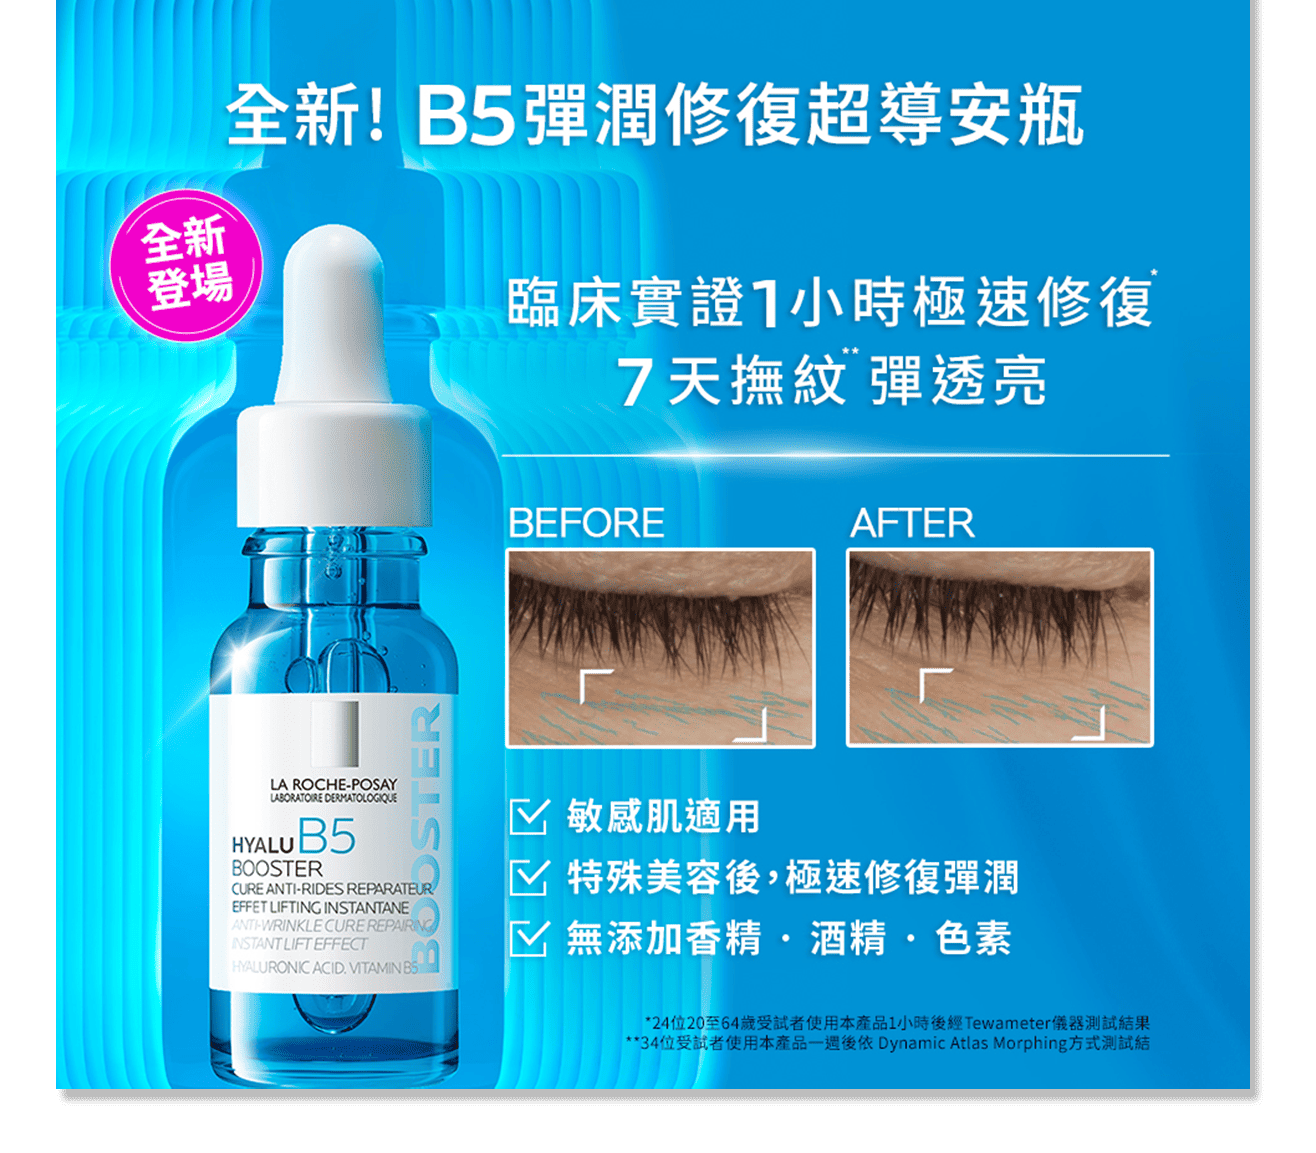 全新! B5彈潤修復超導安瓶
全新
登場
臨床實證1小時極速修復*
7天撫紋**彈透亮
BEFORE
AFTER
LA ROCHE-POSAY
LABORATOIRE DERMATOLOGIQUE
HYALU B5
BOOSTER
CURE ANTI-RIDES REPARATEUR
EFFET LIFTING INSTANTANE
ANTI-WRINKLE CURE REPAIRING
INSTANT LIFT EFFECT
HYALURONIC ACID. VITAMIN B5
BOOSTER
敏感肌適用
特殊美容後,極速修復彈潤
無添加香精・酒精・色素
*24位20至64歲受試者使用本產品1小時後經Tewameter儀器測試結果
**34位受試者使用本產品一週後依 Dynamic Atlas Morphing方式測試結